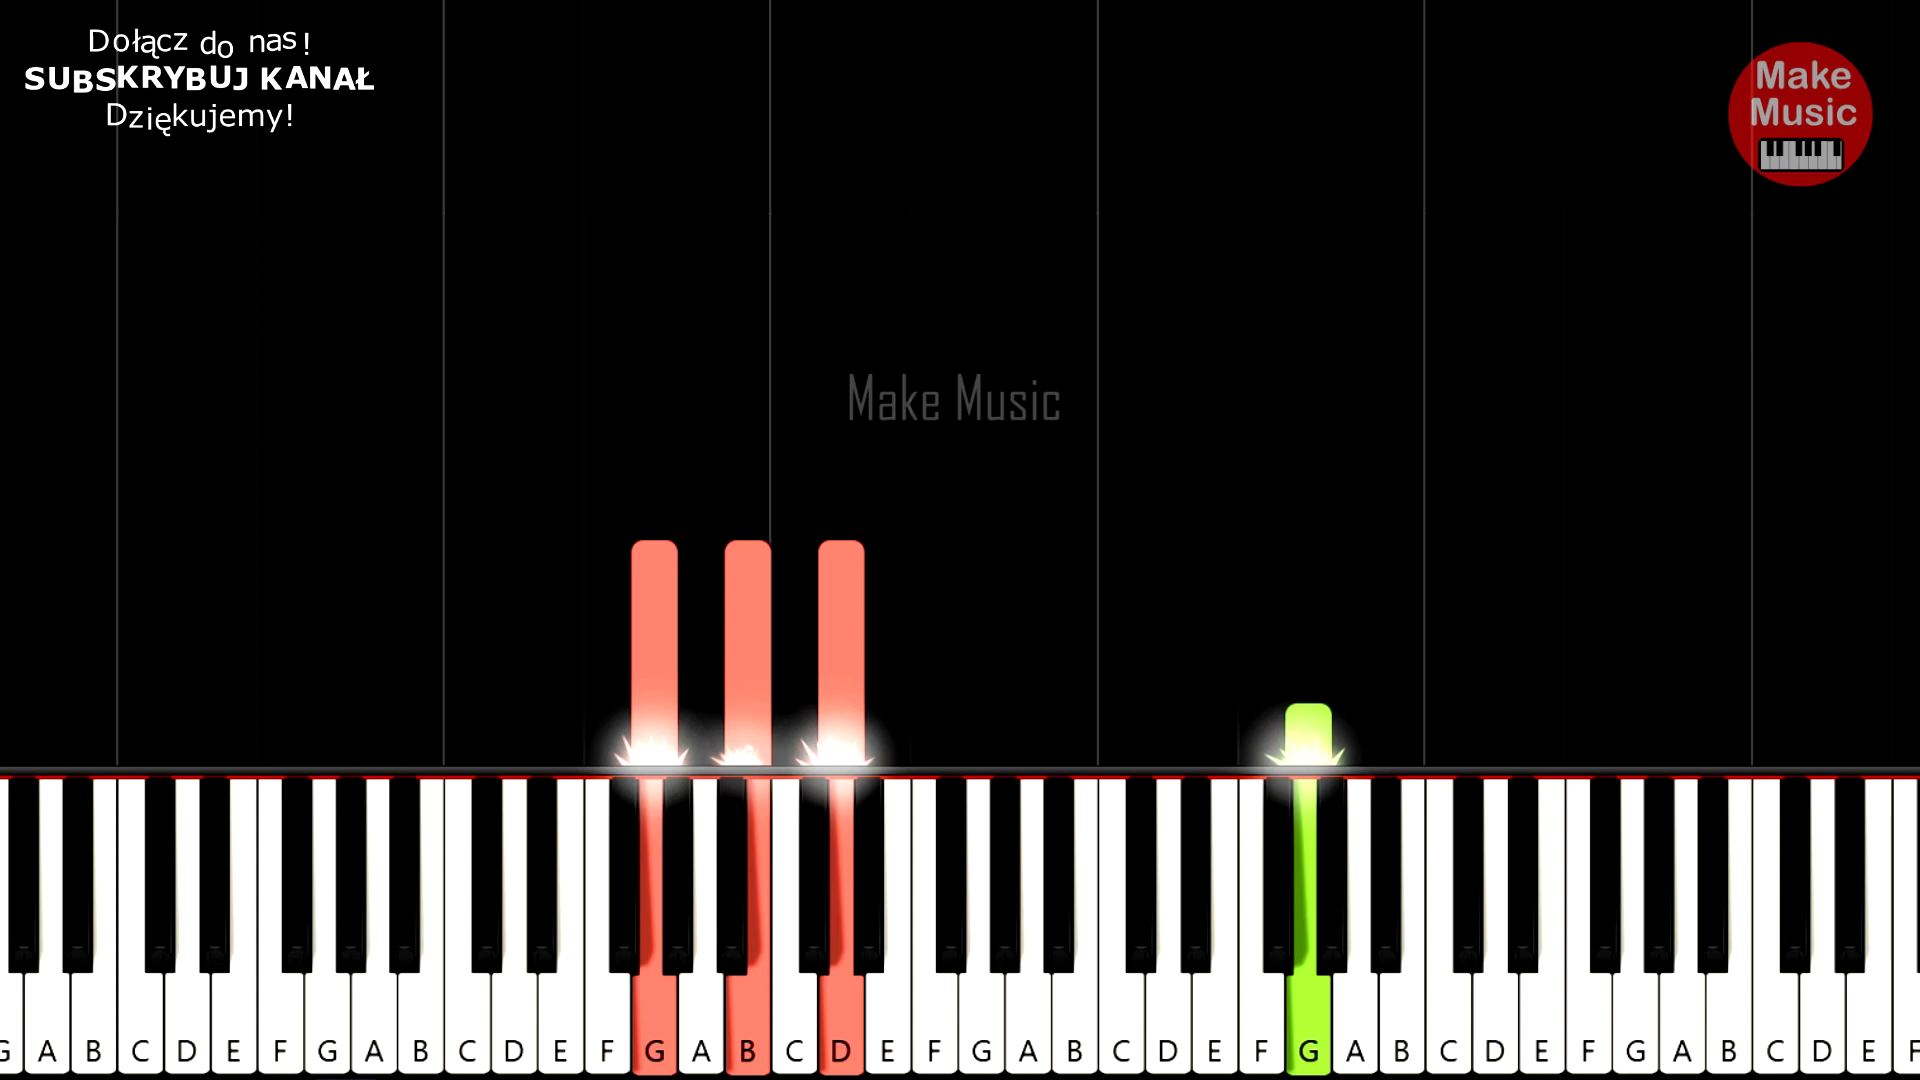 Dołącz do nas!
SUBSKRYBUJ KANAŁ
Dziękujemy!
Make
Music
Make Music
G A B C D E F G A B C D E F G A B C D E F G A B C D E F G A B C D E F G A B C D E F